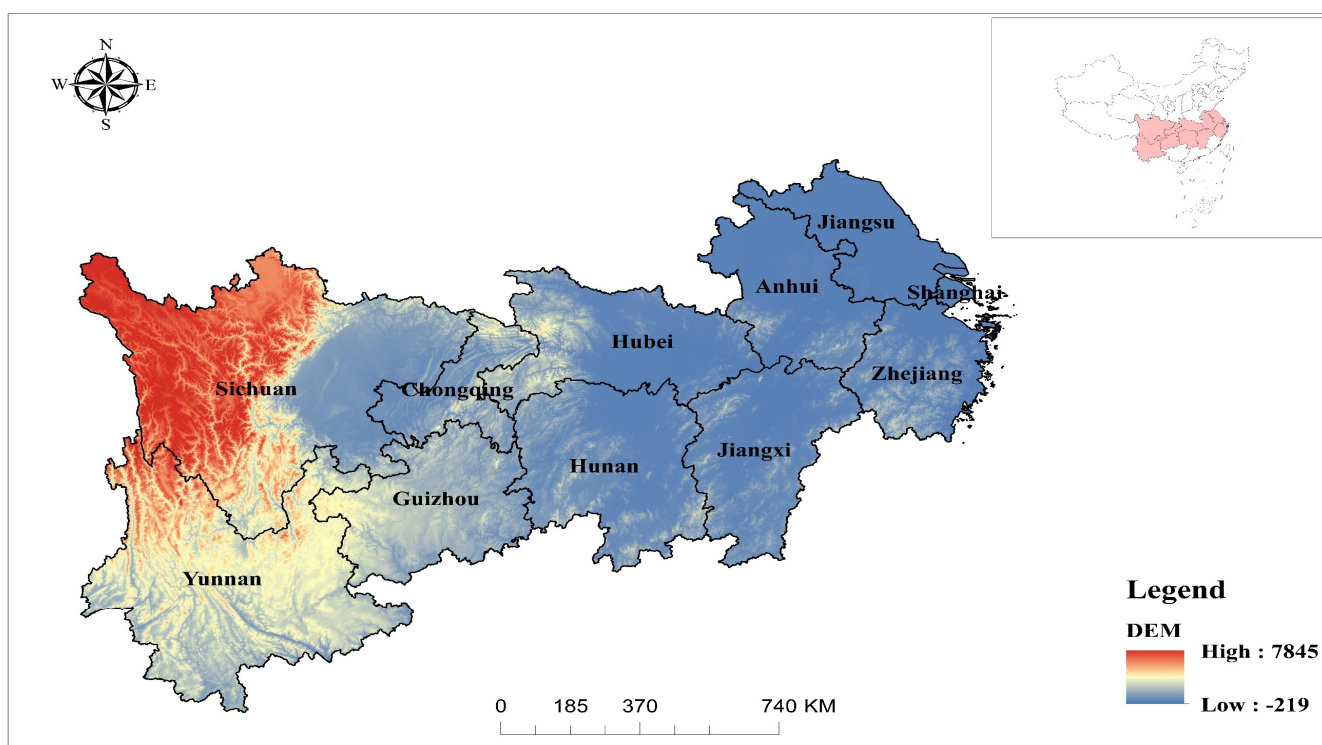 N
W E
S
Jiangsu
Anhui
Shanghai
Hubei
Zhejiang
Sichuan
Chongqing
Jiangxi
Hunan
Guizhou
Yunnan
Legend
DEM
High : 7845
Low : -219
0 185 370 740 KM